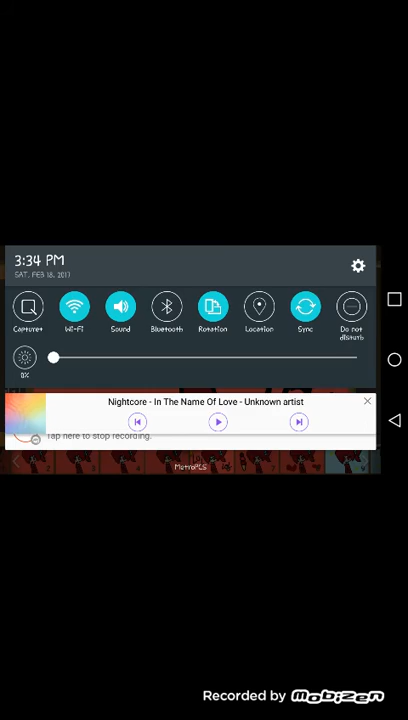 3:34 PM
SAT, FEB 18, 2017
Capture+
Wi-Fi
Sound
Bluetooth
Rotation
Location
Sync
Do not
disturb
0%
Nightcore - In The Name Of Love - Unknown artist
Tap here to stop recording.
MetroPCS
Recorded by mobizen